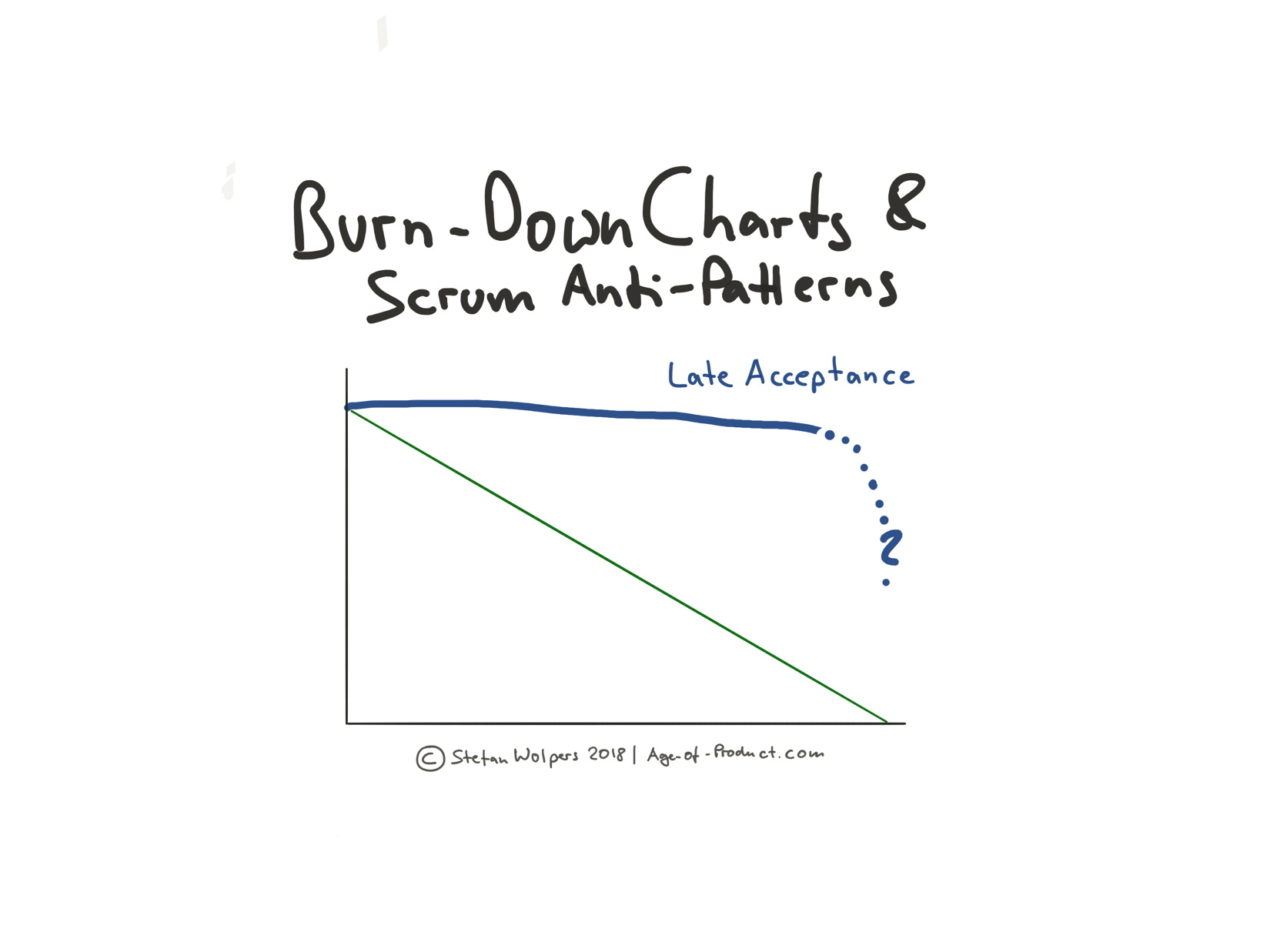 Burn-Down Charts &
Scrum Anti-Patterns
Late Acceptance
?
© Stefan Wolpers 2018 | Age-of-Product.com